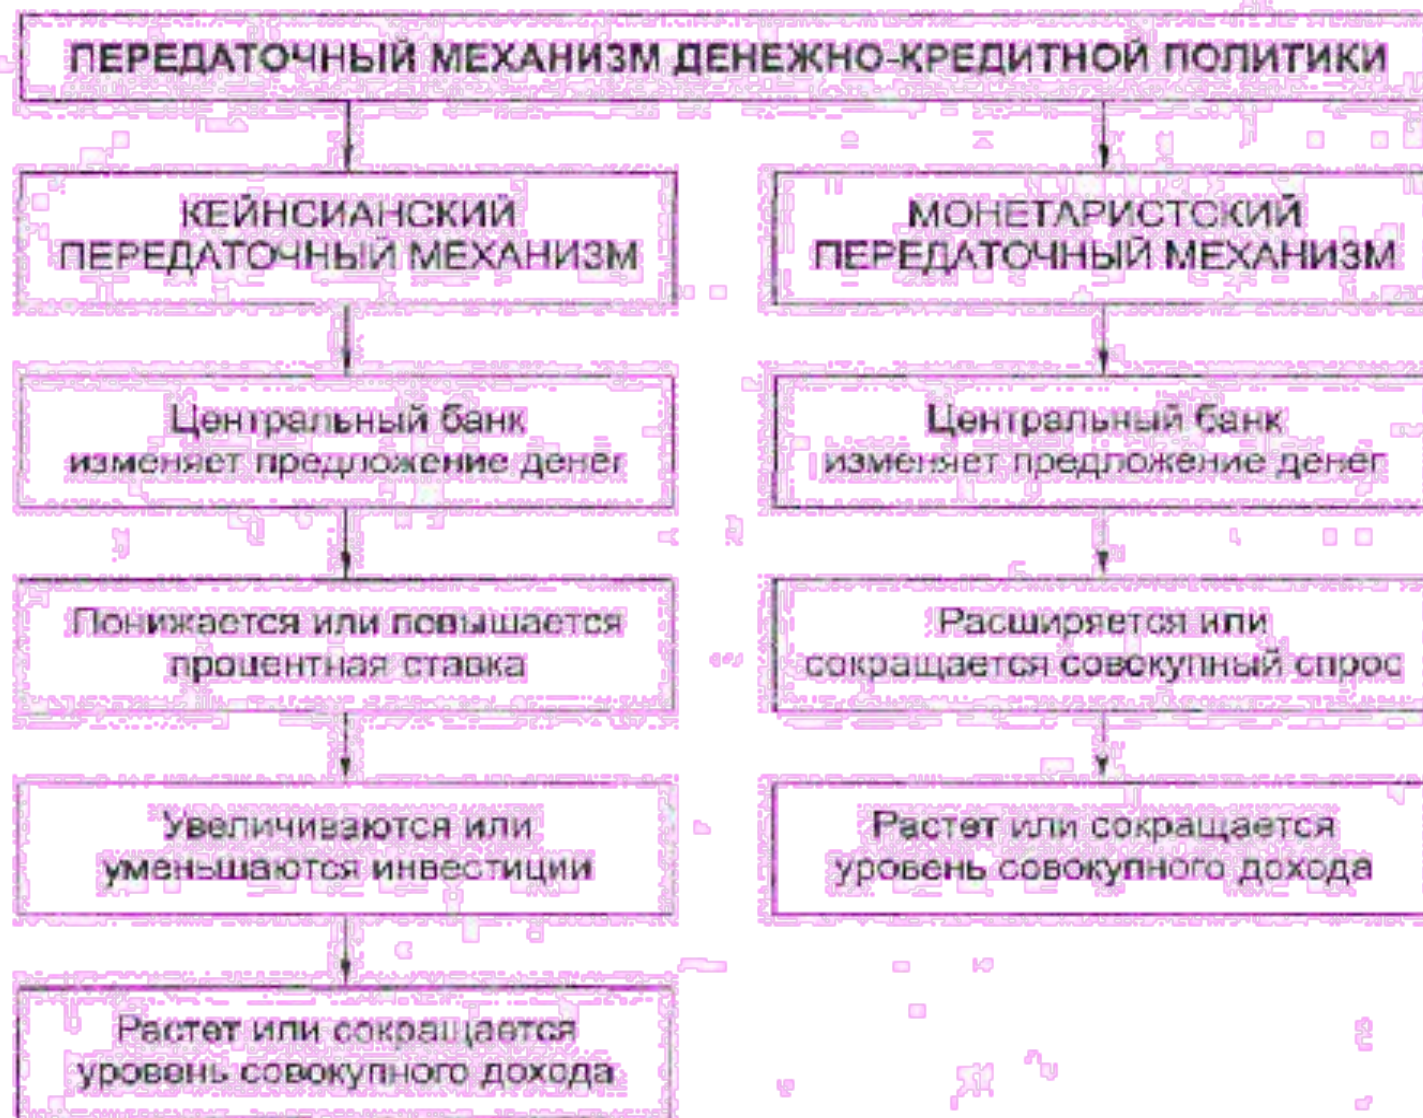 ПЕРЕДАТОЧНЫЙ МЕХАНИЗМ ДЕНЕЖНО-КРЕДИТНОЙ ПОЛИТИКИ
КЕЙНСИАНСКИЙ
ПЕРЕДАТОЧНЫЙ МЕХАНИЗМ
Центральный банк
изменяет предложение денег
Понижается или повышается
процентная ставка
Увеличиваются или
уменьшаются инвестиции
Растет или сокращается
уровень совокупного дохода
МОНЕТАРИСТСКИЙ
ПЕРЕДАТОЧНЫЙ МЕХАНИЗМ
Центральный банк
изменяет предложение денег
Расширяется или
сокращается совокупный спрос
Растет или сокращается
уровень совокупного дохода